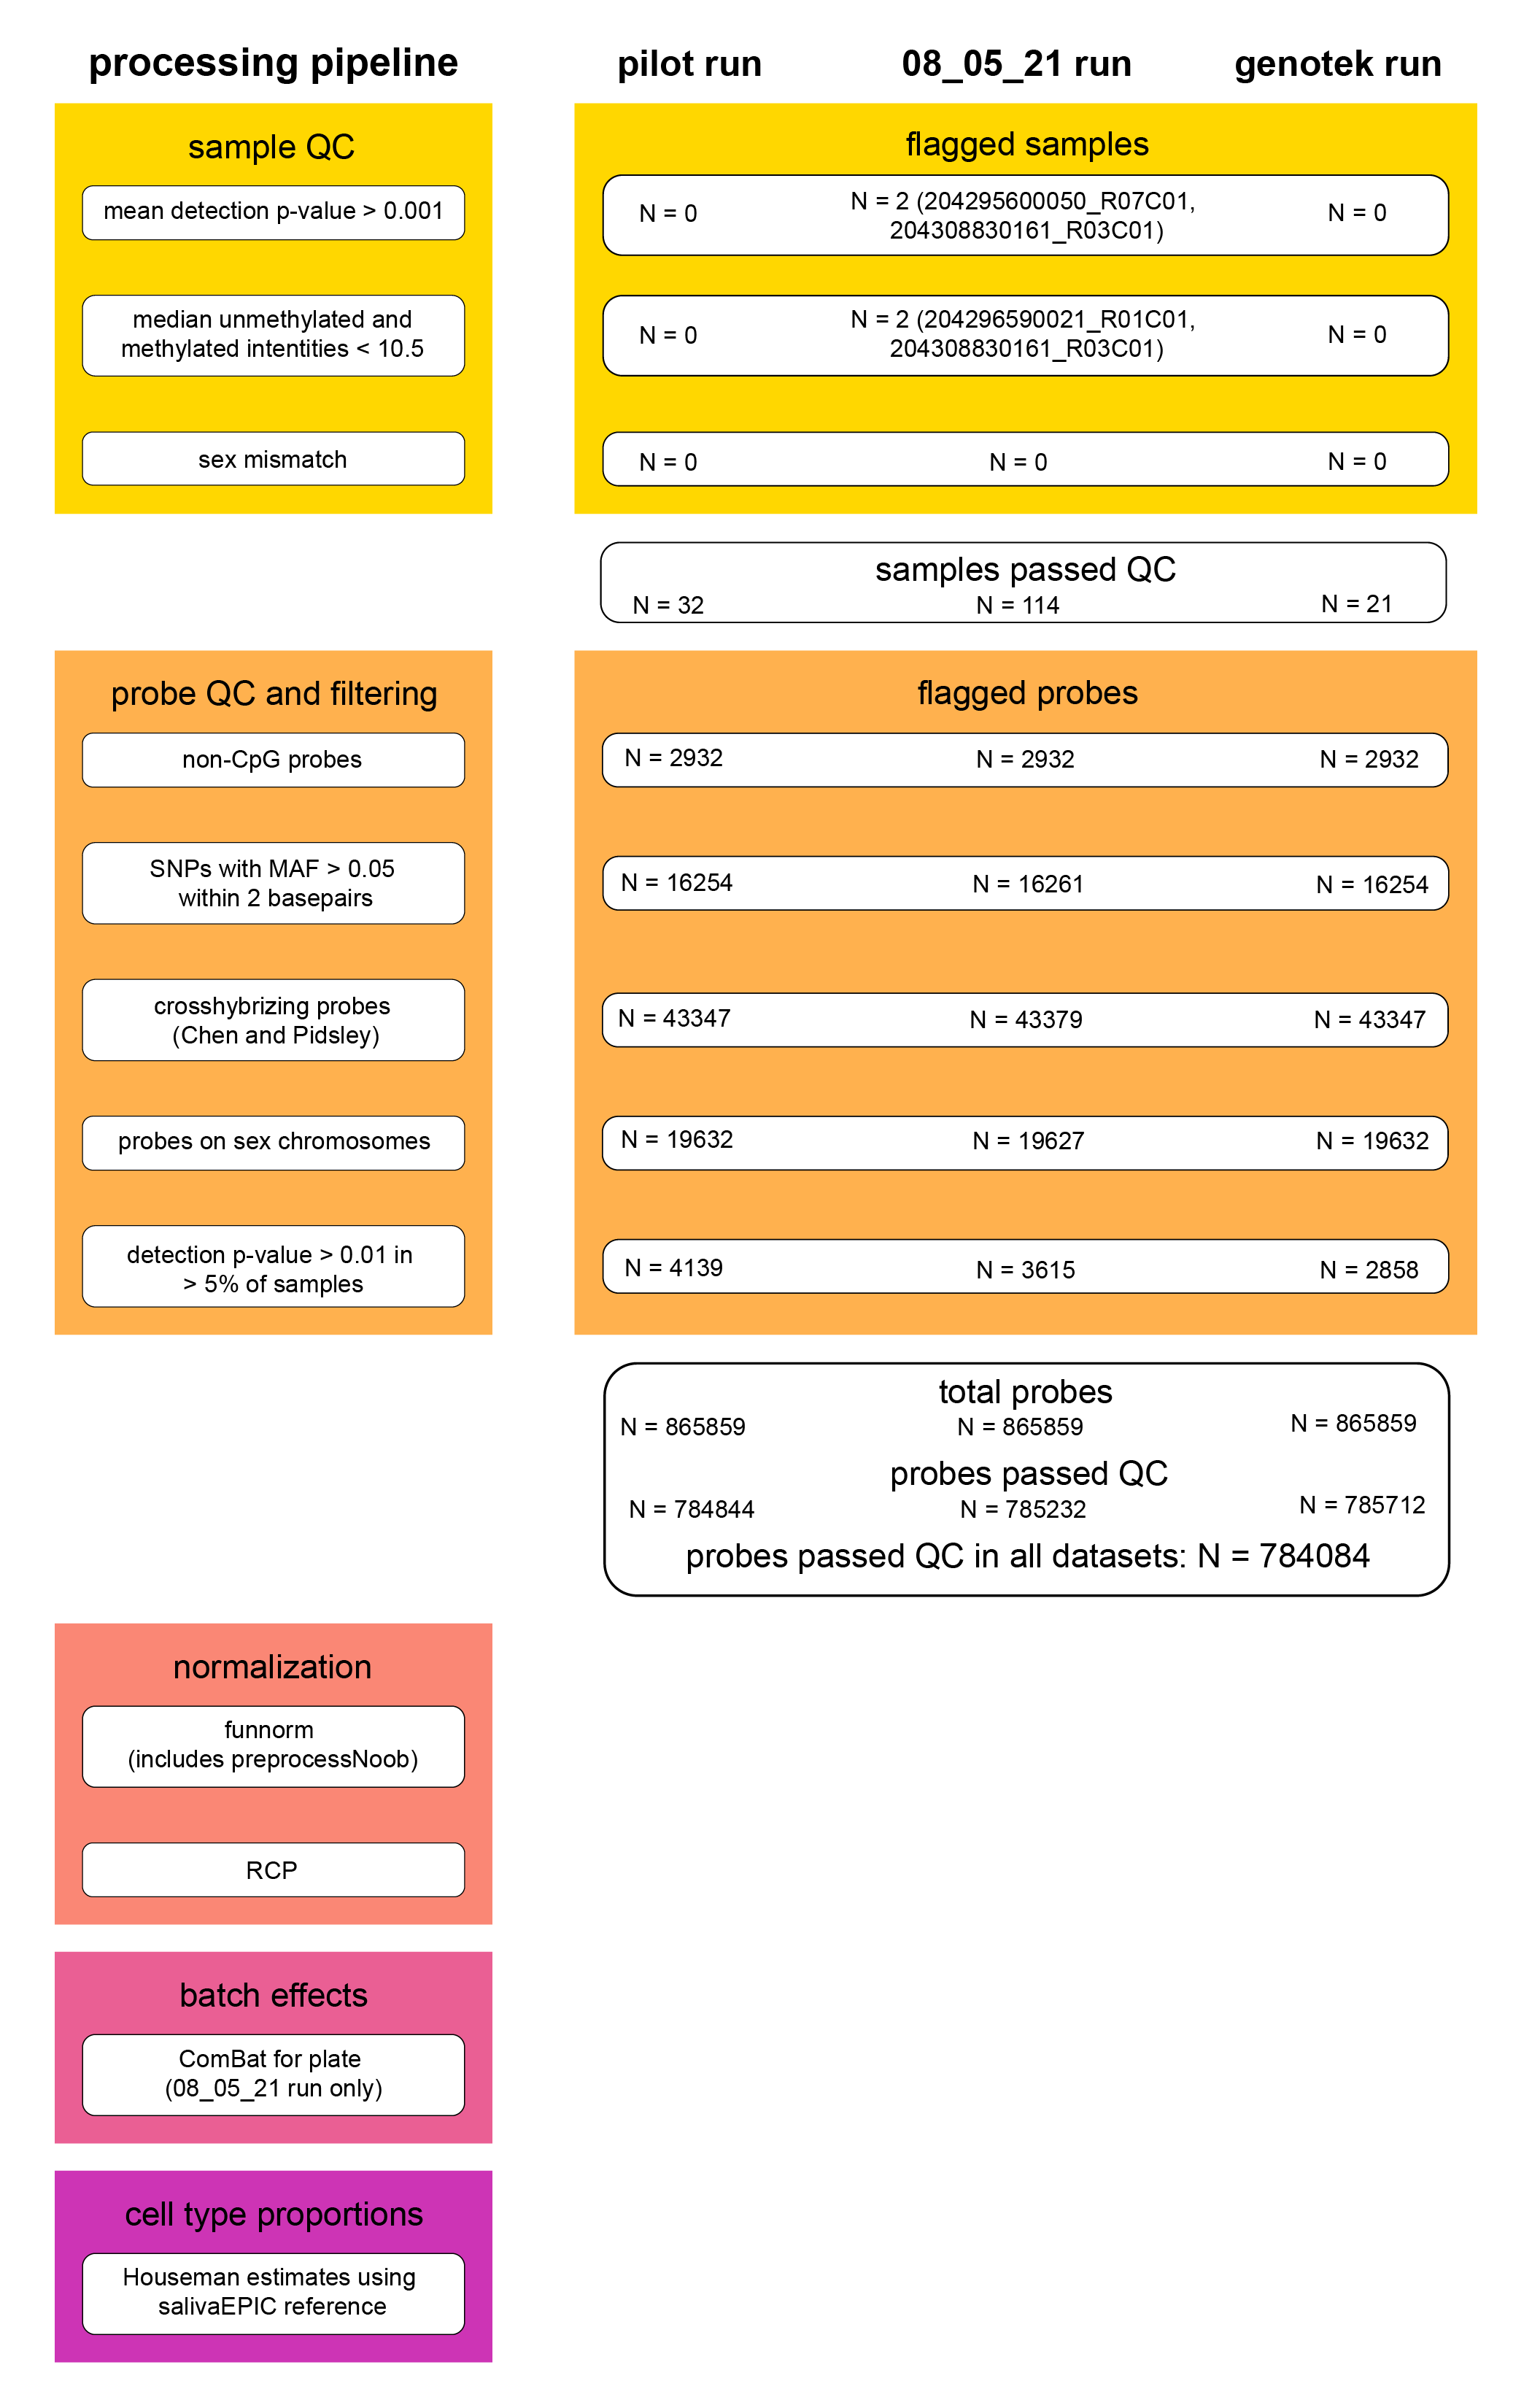 processing pipeline
pilot run 08_05_21 run genotek run
sample QC
flagged samples
mean detection p-value > 0.001
N = 0
N = 2 (204295600050_R07C01,
204308830161_R03C01)
N = 0
median unmethylated and
methylated intentities < 10.5
N = 0
N = 2 (204296590021_R01C01,
204308830161_R03C01)
N = 0
sex mismatch
N = 0 N = 0 N = 0
samples passed QC
N = 32 N = 114 N = 21
probe QC and filtering
flagged probes
non-CpG probes
N = 2932 N = 2932 N = 2932
SNPs with MAF > 0.05
within 2 basepairs
N = 16254 N = 16261 N = 16254
crosshybrizing probes
(Chen and Pidsley)
N = 43347 N = 43379 N = 43347
probes on sex chromosomes
N = 19632 N = 19627 N = 19632
detection p-value > 0.01 in
> 5% of samples
N = 4139 N = 3615 N = 2858
total probes
N = 865859 N = 865859 N = 865859
probes passed QC
N = 784844 N = 785232 N = 785712
probes passed QC in all datasets: N = 784084
normalization
funnorm
(includes preprocessNoob)
RCP
batch effects
ComBat for plate
(08_05_21 run only)
cell type proportions
Houseman estimates using
salivaEPIC reference